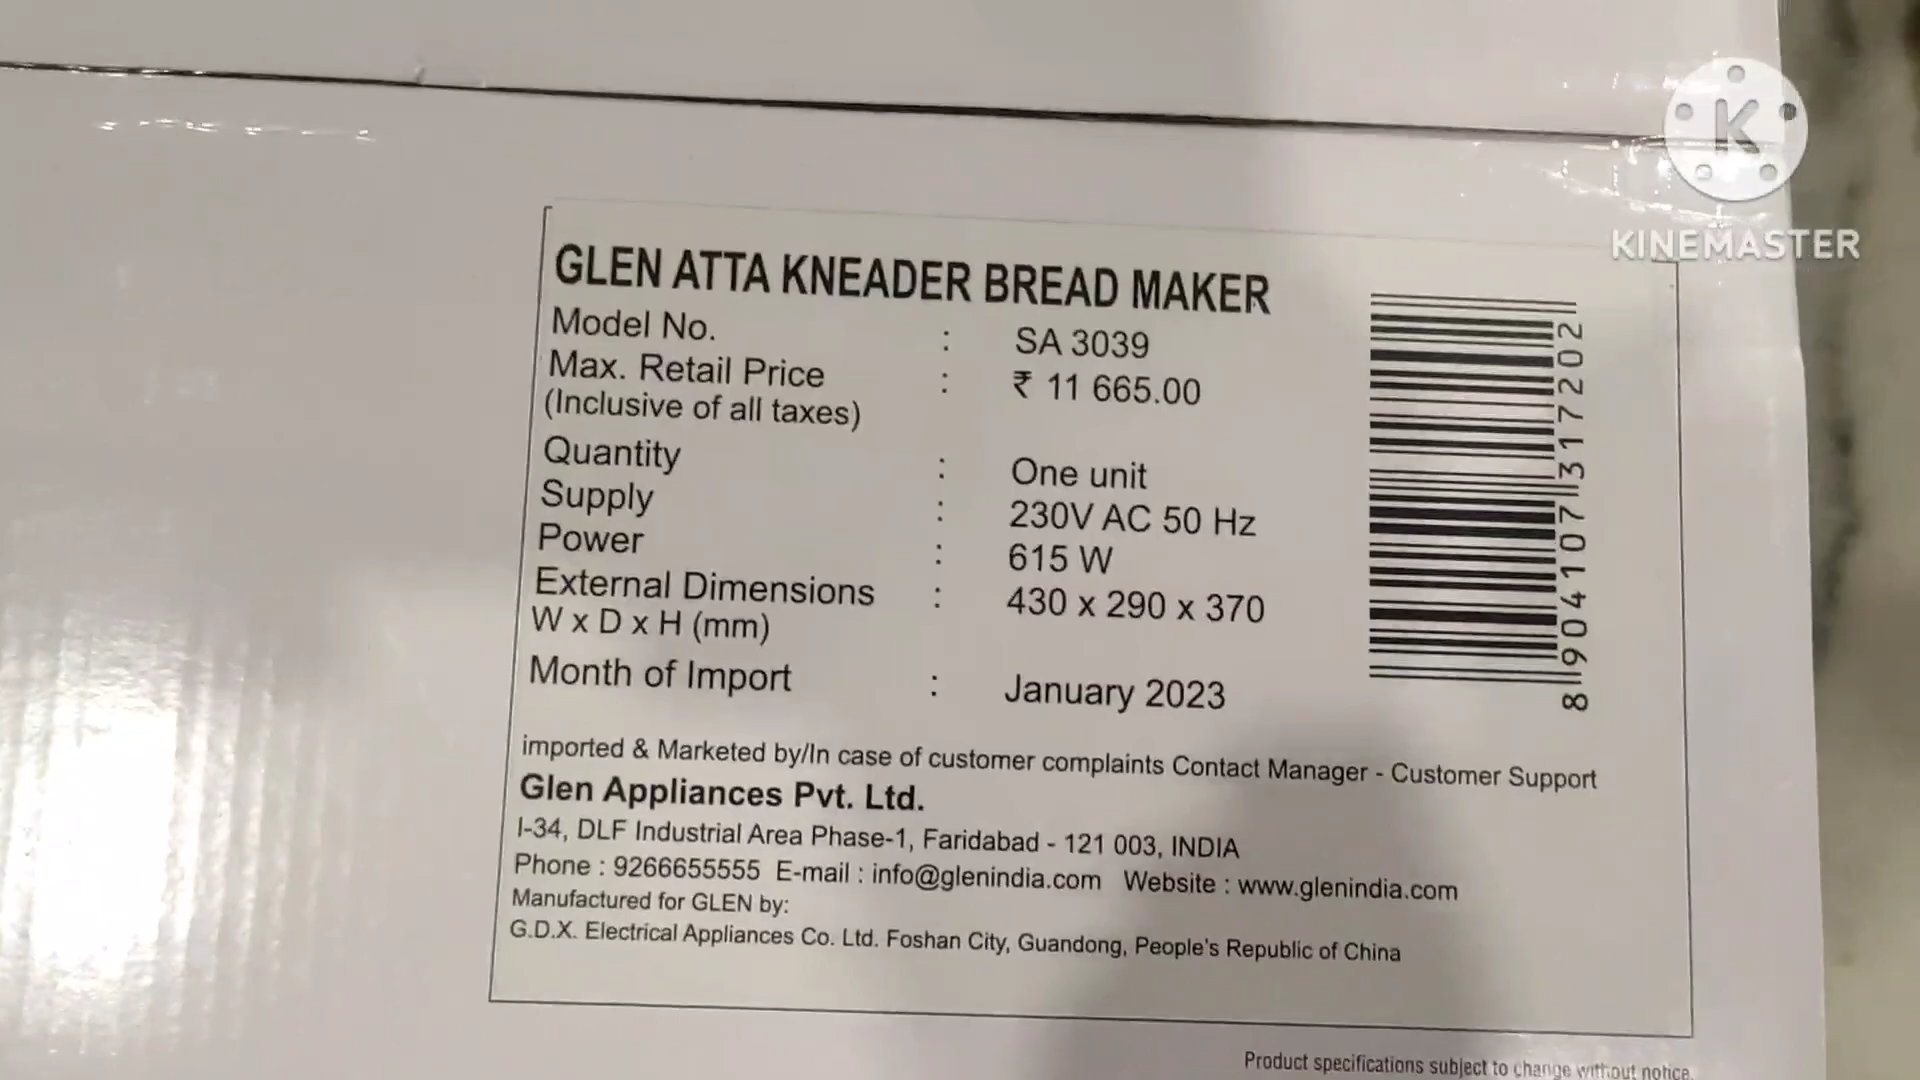 KINEMASTER
GLEN ATTA KNEADER BREAD MAKER
Model No. : SA 3039
Max. Retail Price : ₹ 11 665.00
(Inclusive of all taxes)
Quantity : One unit
Supply : 230V AC 50 Hz
Power : 615 W
External Dimensions : 430 x 290 x 370
W x D x H (mm)
Month of Import : January 2023
8904107317202
imported & Marketed by/In case of customer complaints Contact Manager - Customer Support
Glen Appliances Pvt. Ltd.
I-34, DLF Industrial Area Phase-1, Faridabad - 121 003, INDIA
Phone : 9266655555 E-mail : info@glenindia.com Website : www.glenindia.com
Manufactured for GLEN by:
G.D.X. Electrical Appliances Co. Ltd. Foshan City, Guandong, People's Republic of China
Product specifications subject to change without notice.